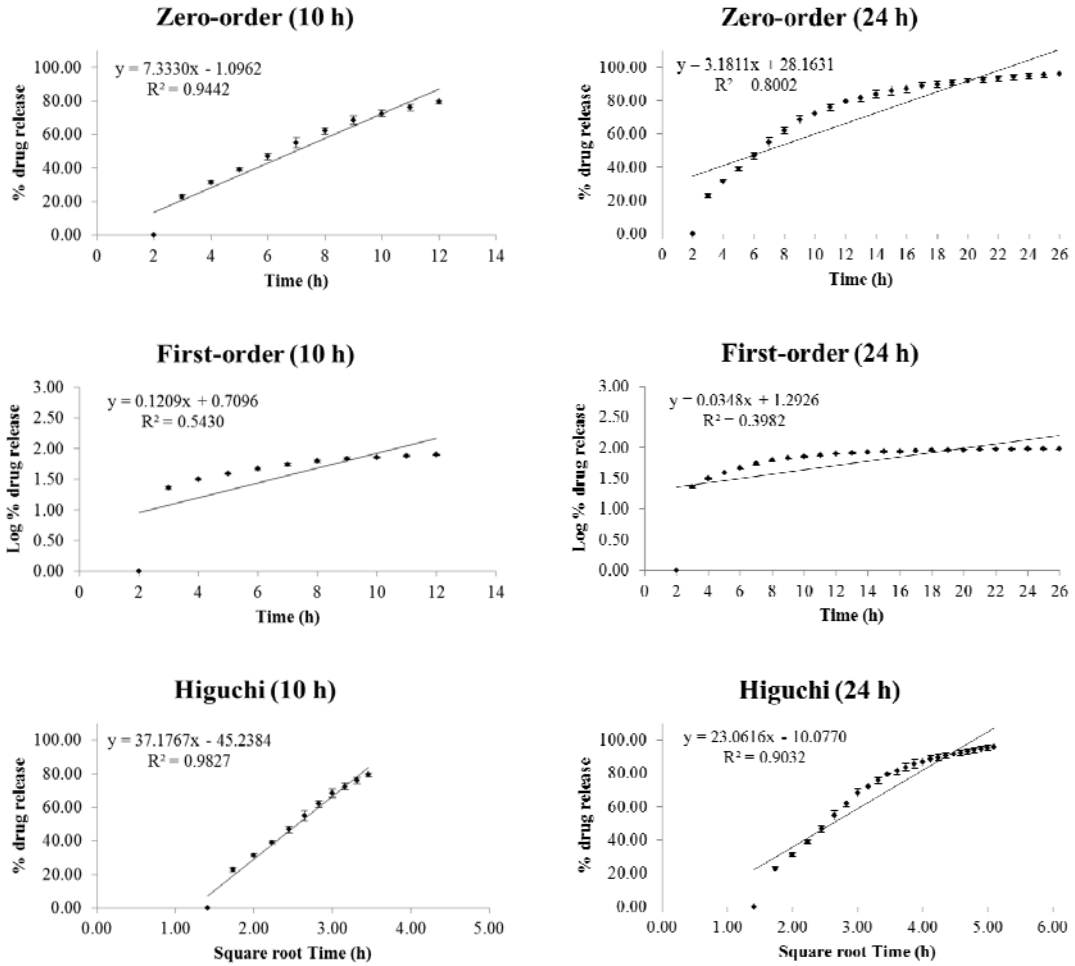 Zero-order (10 h)
y = 7.3330x - 1.0962
R² = 0.9442
% drug release
100.00
80.00
60.00
40.00
20.00
0.00
0 2 4 6 8 10 12 14
Time (h)
Zero-order (24 h)
y = 3.1811x + 28.1631
R² 0.8002
% drug release
100.00
80.00
60.00
40.00
20.00
0.00
0 2 4 6 8 10 12 14 16 18 20 22 24 26
Time (h)
First-order (10 h)
y = 0.1209x + 0.7096
R² = 0.5430
Log % drug release
3.00
2.50
2.00
1.50
1.00
0.50
0.00
0 2 4 6 8 10 12 14
Time (h)
First-order (24 h)
y = 0.0348x + 1.2926
R² = 0.3982
Log % drug release
3.00
2.50
2.00
1.50
1.00
0.50
0.00
0 2 4 6 8 10 12 14 16 18 20 22 24 26
Time (h)
Higuchi (10 h)
y = 37.1767x - 45.2384
R² = 0.9827
% drug release
100.00
80.00
60.00
40.00
20.00
0.00
0.00 1.00 2.00 3.00 4.00 5.00
Square root Time (h)
Higuchi (24 h)
y = 23.0616x - 10.0770
R² = 0.9032
% drug release
100.00
80.00
60.00
40.00
20.00
0.00
0.00 1.00 2.00 3.00 4.00 5.00 6.00
Square root Time (h)